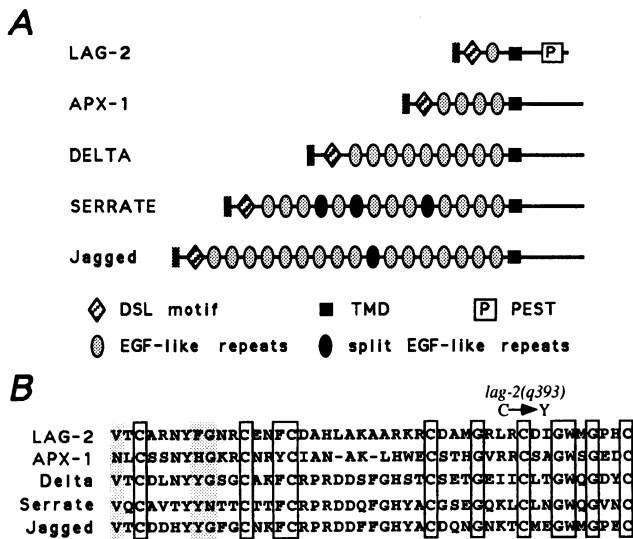 A
LAG-2
P
APX-1
DELTA
SERRATE
Jagged
DSL motif
TMD
P PEST
EGF-like repeats
split EGF-like repeats
B
lag-2(q393)
C Y
LAG-2 VTCARNYFGNRCENFCDAHLAKAARKRCDAMGRLRCDIGWMGPHC
APX-1 NLCSSNYHGKRCNRYCIAN-AK-LHWECSTHGVRRCSAGWSGEDC
Delta VTCDLNYYGSGCAKFCRPRDDSFGHSTCSETGEIICLTGWQGDYC
Serrate VQCAVTYYNTTCTTFCRPRDDQFGHYACGSEGQKLCLNGWQGVNC
Jagged VTCDDHYYGFGCNKFCRPRDDFFGHYACDQNGNKTCMEGWMGPEC